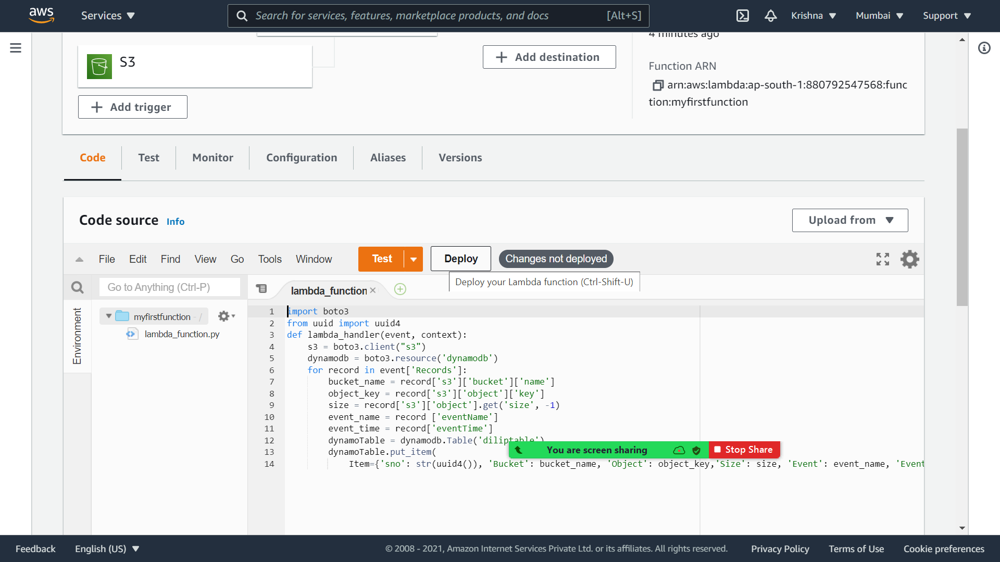 aws
Services
Search for services, features, marketplace products, and docs
[Alt+S]
Krishna
Mumbai
Support
4 minutes ago
S3
Add destination
Function ARN
arn:aws:lambda:ap-south-1:880792547568:func
tion:myfirstfunction
Add trigger
Code
Test
Monitor
Configuration
Aliases
Versions
Code source Info
Upload from
File
Edit
Find
View
Go
Tools
Window
Test
Deploy
Changes not deployed
Deploy your Lambda function (Ctrl-Shift-U)
Go to Anything (Ctrl-P)
lambda_function
Environment
myfirstfunction - /
lambda_function.py
1 import boto3
2 from uuid import uuid4
3 def lambda_handler(event, context):
4 s3 = boto3.client("s3")
5 dynamodb = boto3.resource('dynamodb')
6 for record in event['Records']:
7 bucket_name = record['s3']['bucket']['name']
8 object_key = record['s3']['object']['key']
9 size = record['s3']['object'].get('size', -1)
10 event_name = record ['eventName']
11 event_time = record['eventTime']
12 dynamoTable = dynamodb.Table('diliptable')
13 dynamoTable.put_item(
14 Item={'sno': str(uuid4()), 'Bucket': bucket_name, 'Object': object_key,'Size': size, 'Event': event_name, 'Event
You are screen sharing
Stop Share
Feedback
English (US)
© 2008 - 2021, Amazon Internet Services Private Ltd. or its affiliates. All rights reserved.
Privacy Policy
Terms of Use
Cookie preferences